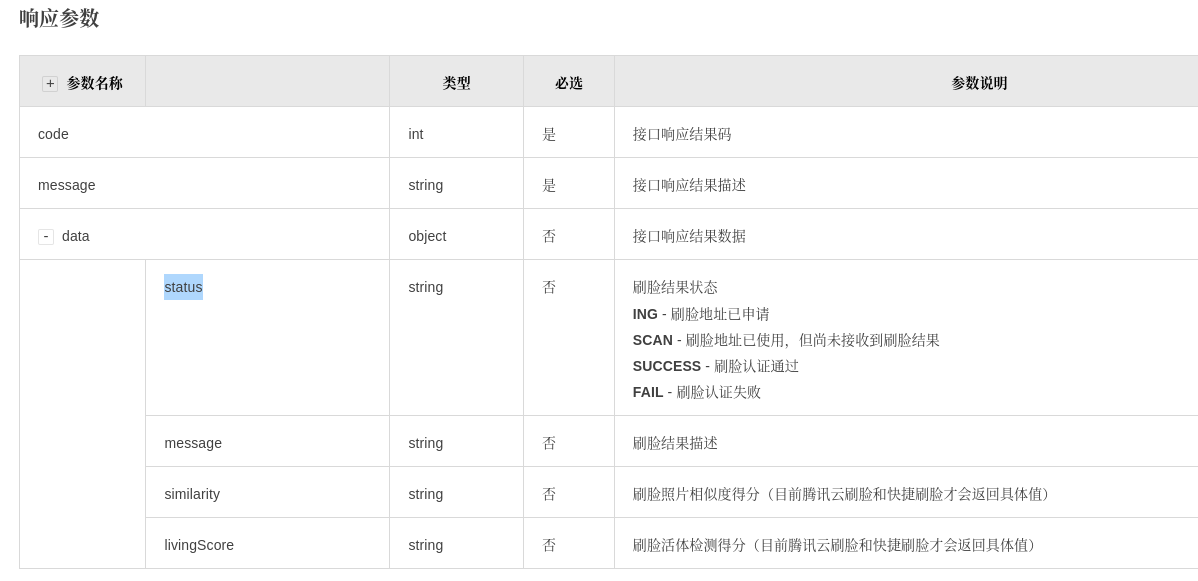 响应参数
+ 参数名称 类型 必选 参数说明
code int 是 接口响应结果码
message string 是 接口响应结果描述
- data object 否 接口响应结果数据
status string 否 刷脸结果状态
ING - 刷脸地址已申请
SCAN - 刷脸地址已使用，但尚未接收到刷脸结果
SUCCESS - 刷脸认证通过
FAIL - 刷脸认证失败
message string 否 刷脸结果描述
similarity string 否 刷脸照片相似度得分（目前腾讯云刷脸和快捷刷脸才会返回具体值）
livingScore string 否 刷脸活体检测得分（目前腾讯云刷脸和快捷刷脸才会返回具体值）